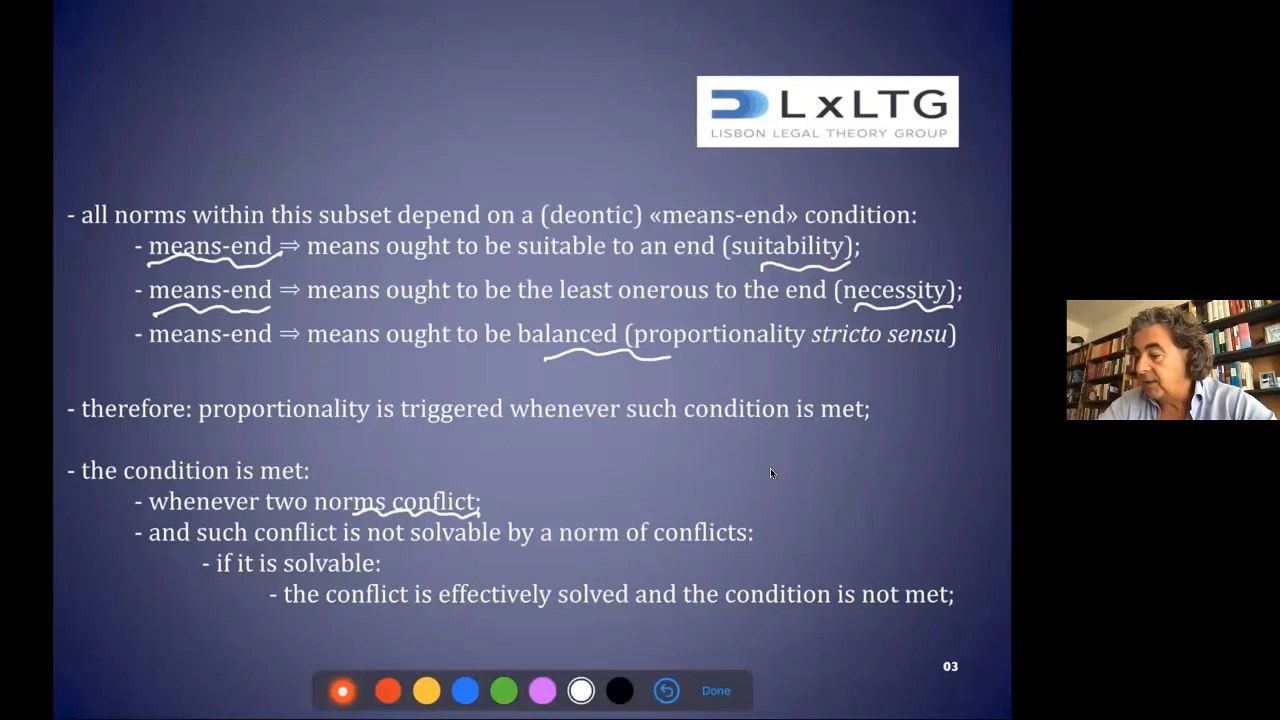 LxLTG
LISBON LEGAL THEORY GROUP
- all norms within this subset depend on a (deontic) «means-end» condition:
- means-end ⇒ means ought to be suitable to an end (suitability);
- means-end ⇒ means ought to be the least onerous to the end (necessity);
- means-end ⇒ means ought to be balanced (proportionality stricto sensu)
- therefore: proportionality is triggered whenever such condition is met;
- the condition is met:
- whenever two norms conflict;
- and such conflict is not solvable by a norm of conflicts:
- if it is solvable:
- the conflict is effectively solved and the condition is not met;
03
Done